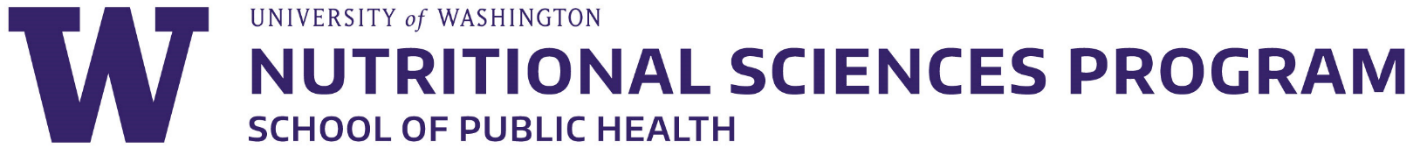 W
UNIVERSITY of WASHINGTON
NUTRITIONAL SCIENCES PROGRAM
SCHOOL OF PUBLIC HEALTH